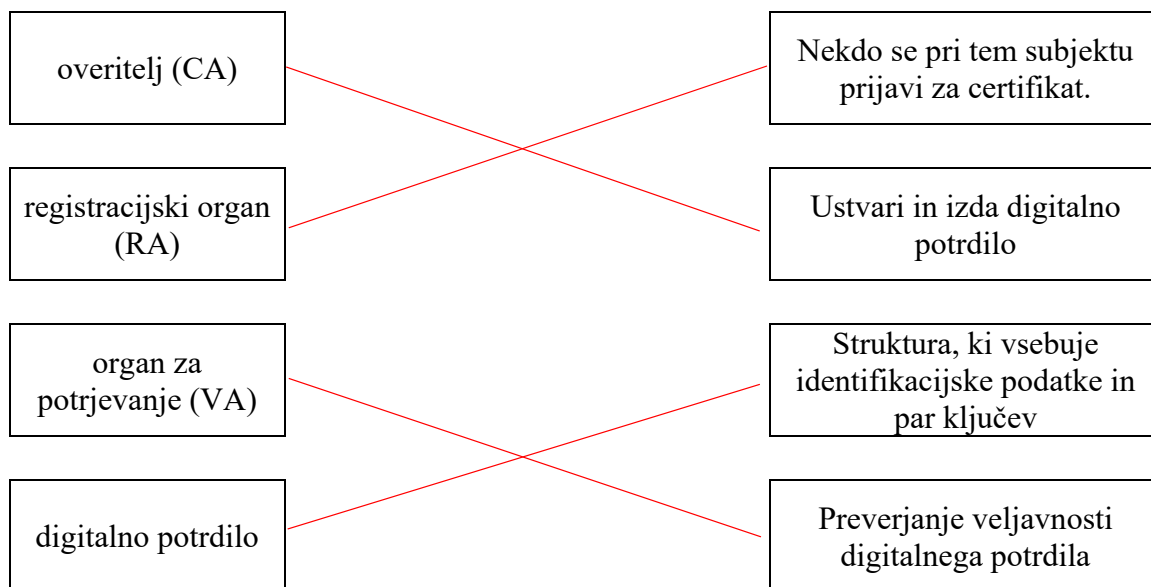 overitelj (CA)
Nekdo se pri tem subjektu
prijavi za certifikat.
registracijski organ
(RA)
Ustvari in izda digitalno
potrdilo
organ za
potrjevanje (VA)
Struktura, ki vsebuje
identifikacijske podatke in
par ključev
digitalno potrdilo
Preverjanje veljavnosti
digitalnega potrdila